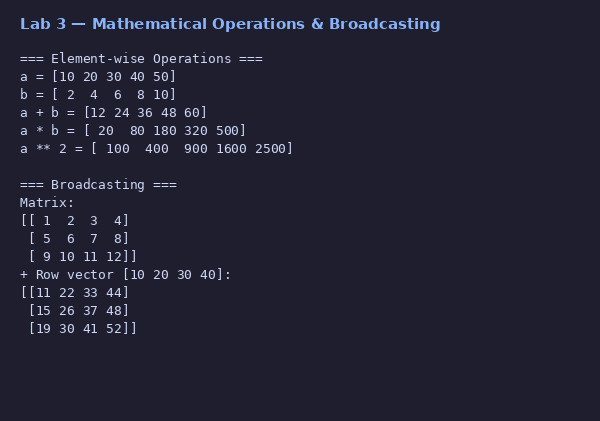 Lab 3 — Mathematical Operations & Broadcasting
=== Element-wise Operations ===
a = [10 20 30 40 50]
b = [ 2  4  6  8 10]
a + b = [12 24 36 48 60]
a * b = [ 20  80 180 320 500]
a ** 2 = [ 100  400  900 1600 2500]
=== Broadcasting ===
Matrix:
[[ 1  2  3  4]
 [ 5  6  7  8]
 [ 9 10 11 12]]
+ Row vector [10 20 30 40]:
[[11 22 33 44]
 [15 26 37 48]
 [19 30 41 52]]